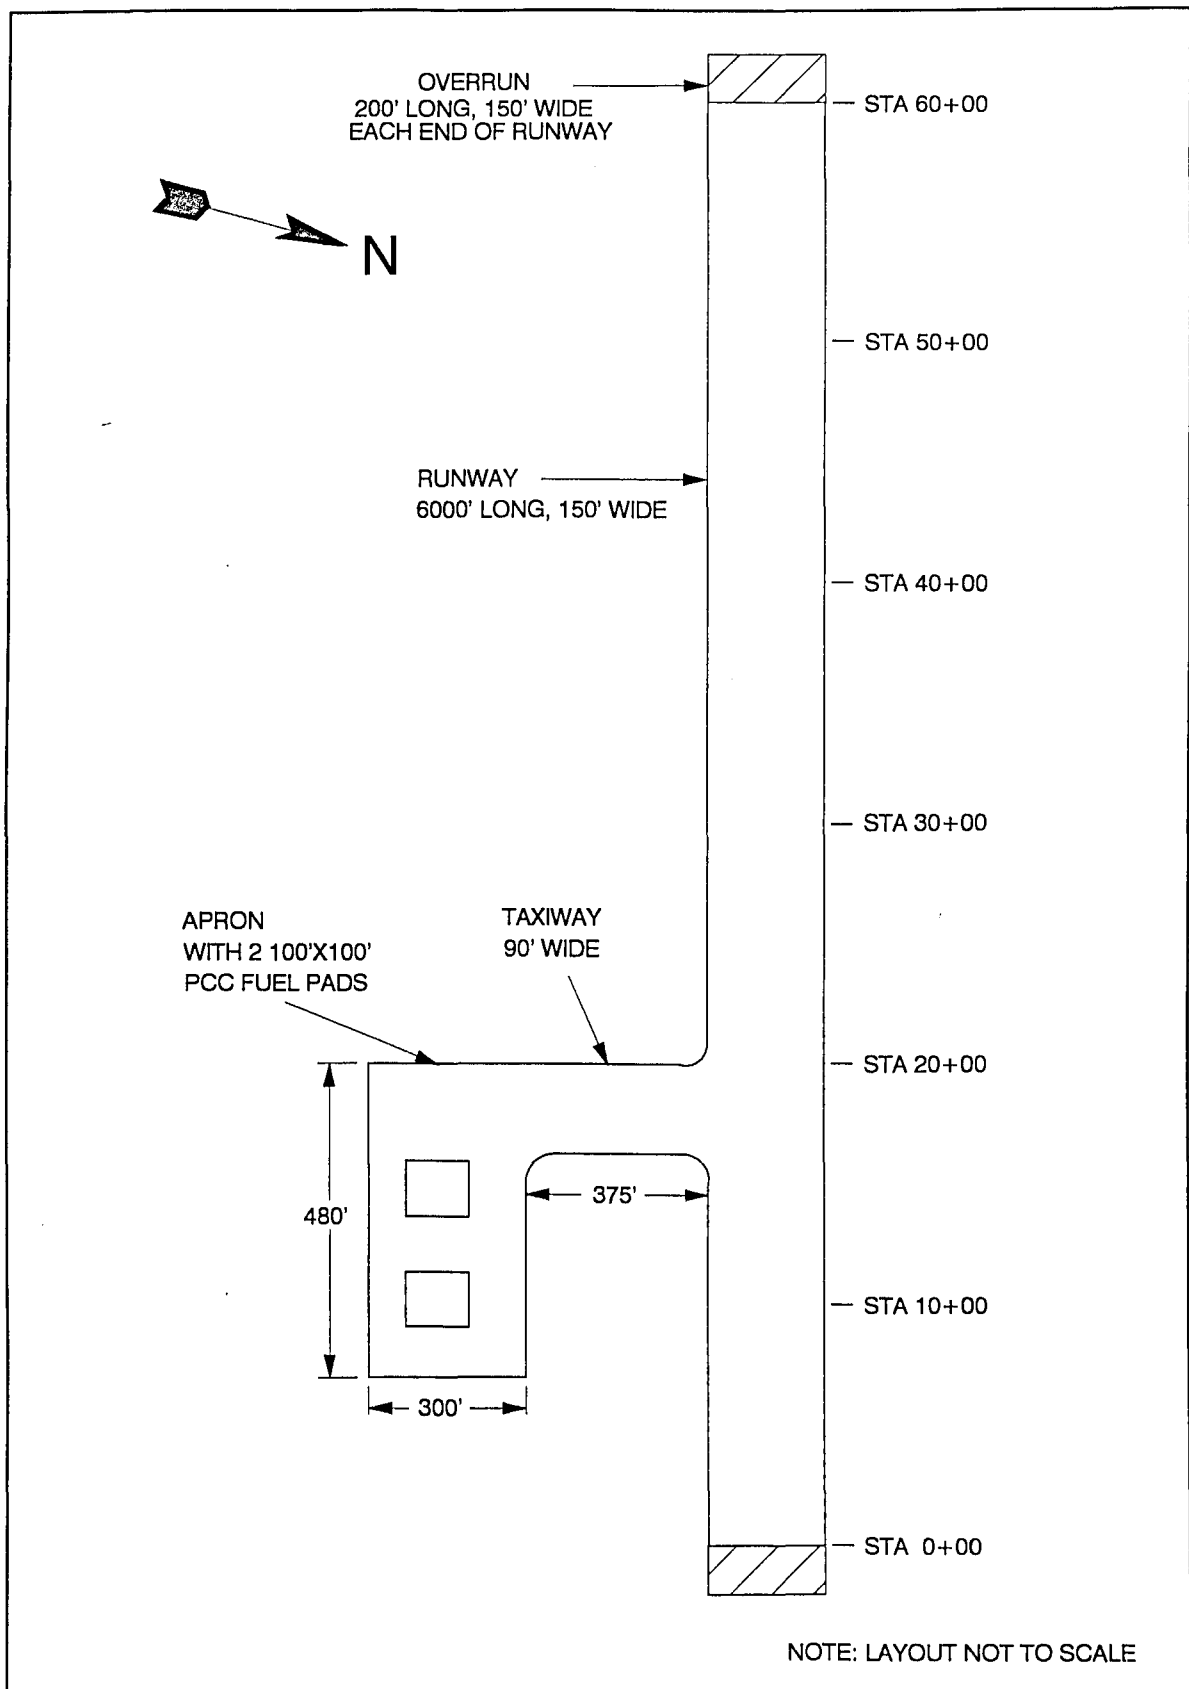 OVERRUN
200' LONG, 150' WIDE
EACH END OF RUNWAY
STA 60+00
N
STA 50+00
RUNWAY
6000' LONG, 150' WIDE
STA 40+00
STA 30+00
APRON
WITH 2 100'X100'
PCC FUEL PADS
TAXIWAY
90' WIDE
STA 20+00
375'
480'
STA 10+00
300'
STA 0+00
NOTE: LAYOUT NOT TO SCALE